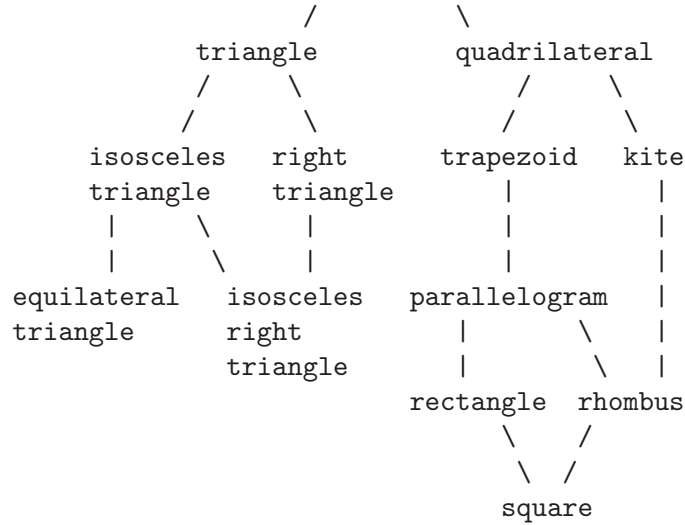 triangle quadrilateral
isosceles right trapezoid kite
triangle triangle
equilateral isosceles parallelogram
triangle right
triangle
rectangle rhombus
square